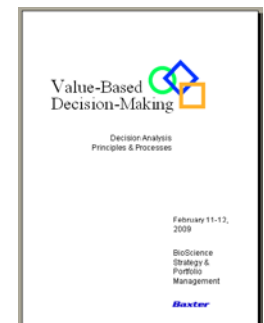 Value-Based
Decision-Making
Decision Analysis
Principles & Processes
February 11-13,
2009
BioScience
Strategy &
Portfolio
Management
Baxter